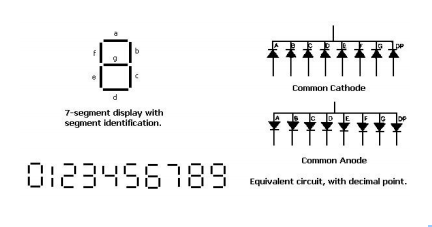 a
f
b
g
e
c
d
7-segment display with
segment identification.
0123456789
A B C D E F G DP
Common Cathode
A B C D E F G DP
Common Anode
Equivalent circuit, with decimal point.